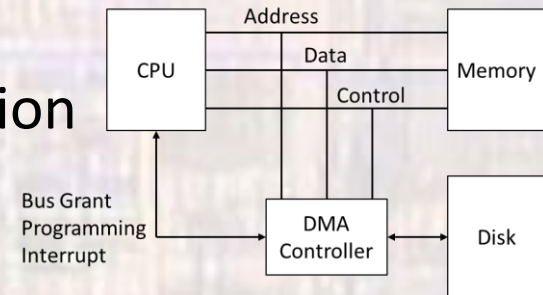 Address
CPU
Data
Memory
Control
ion
Bus Grant
Programming
Interrupt
DMA
Controller
Disk